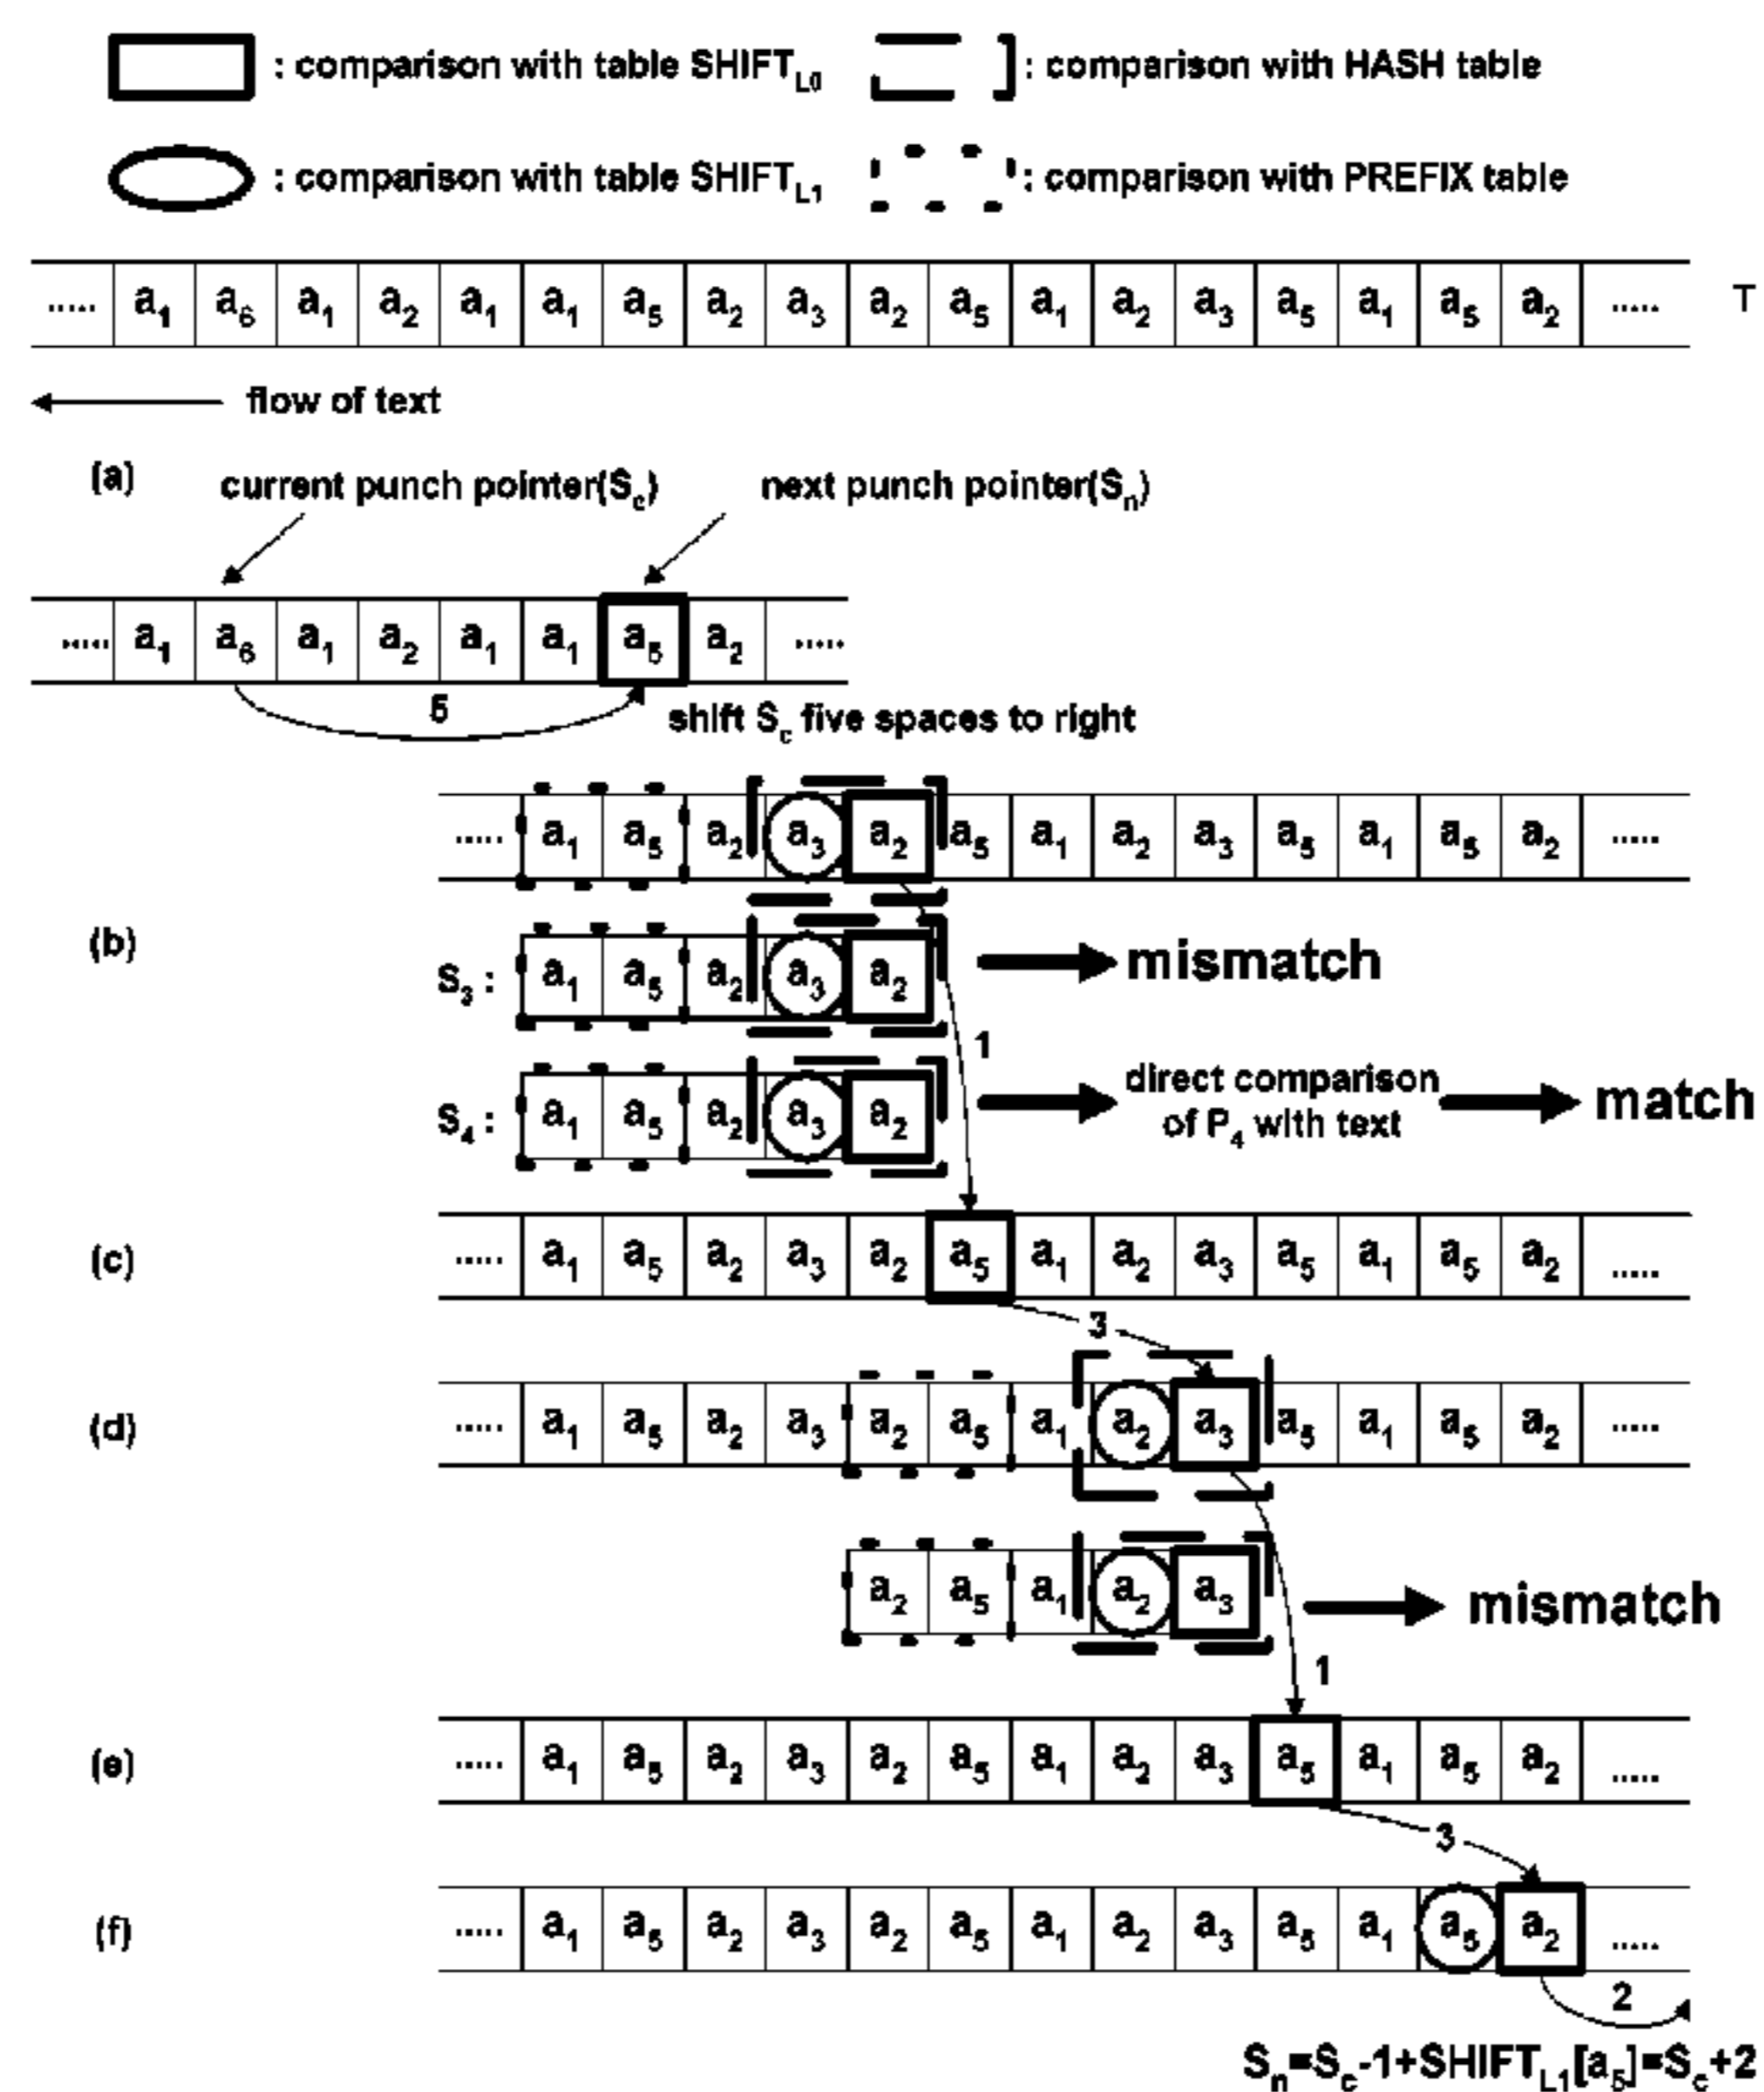 : comparison with table SHIFT_L0 : comparison with HASH table
: comparison with table SHIFT_L1 : comparison with PREFIX table
..... a1 a6 a1 a2 a1 a1 a5 a2 a3 a2 a5 a1 a2 a3 a5 a1 a5 a2 ..... T
flow of text
(a) current punch pointer(Sc) next punch pointer(Sn)
..... a1 a6 a1 a2 a1 a1 a5 a2 .....
5
shift Sc five spaces to right
..... a1 a5 a2 a3 a2 a5 a1 a2 a3 a5 a1 a5 a2 .....
(b)
S3 : a1 a5 a2 a3 a2 mismatch
1
S4 : a1 a5 a2 a3 a2 direct comparison of P4 with text match
(c) ..... a1 a5 a2 a3 a2 a5 a1 a2 a3 a5 a1 a5 a2 .....
3
(d) ..... a1 a5 a2 a3 a2 a5 a1 a2 a3 a5 a1 a5 a2 .....
a2 a5 a1 a2 a3 mismatch
1
(e) ..... a1 a5 a2 a3 a2 a5 a1 a2 a3 a5 a1 a5 a2 .....
3
(f) ..... a1 a5 a2 a3 a2 a5 a1 a2 a3 a5 a1 a5 a2 .....
2
Sn=Sc-1+SHIFT_L1[a5]=Sc+2